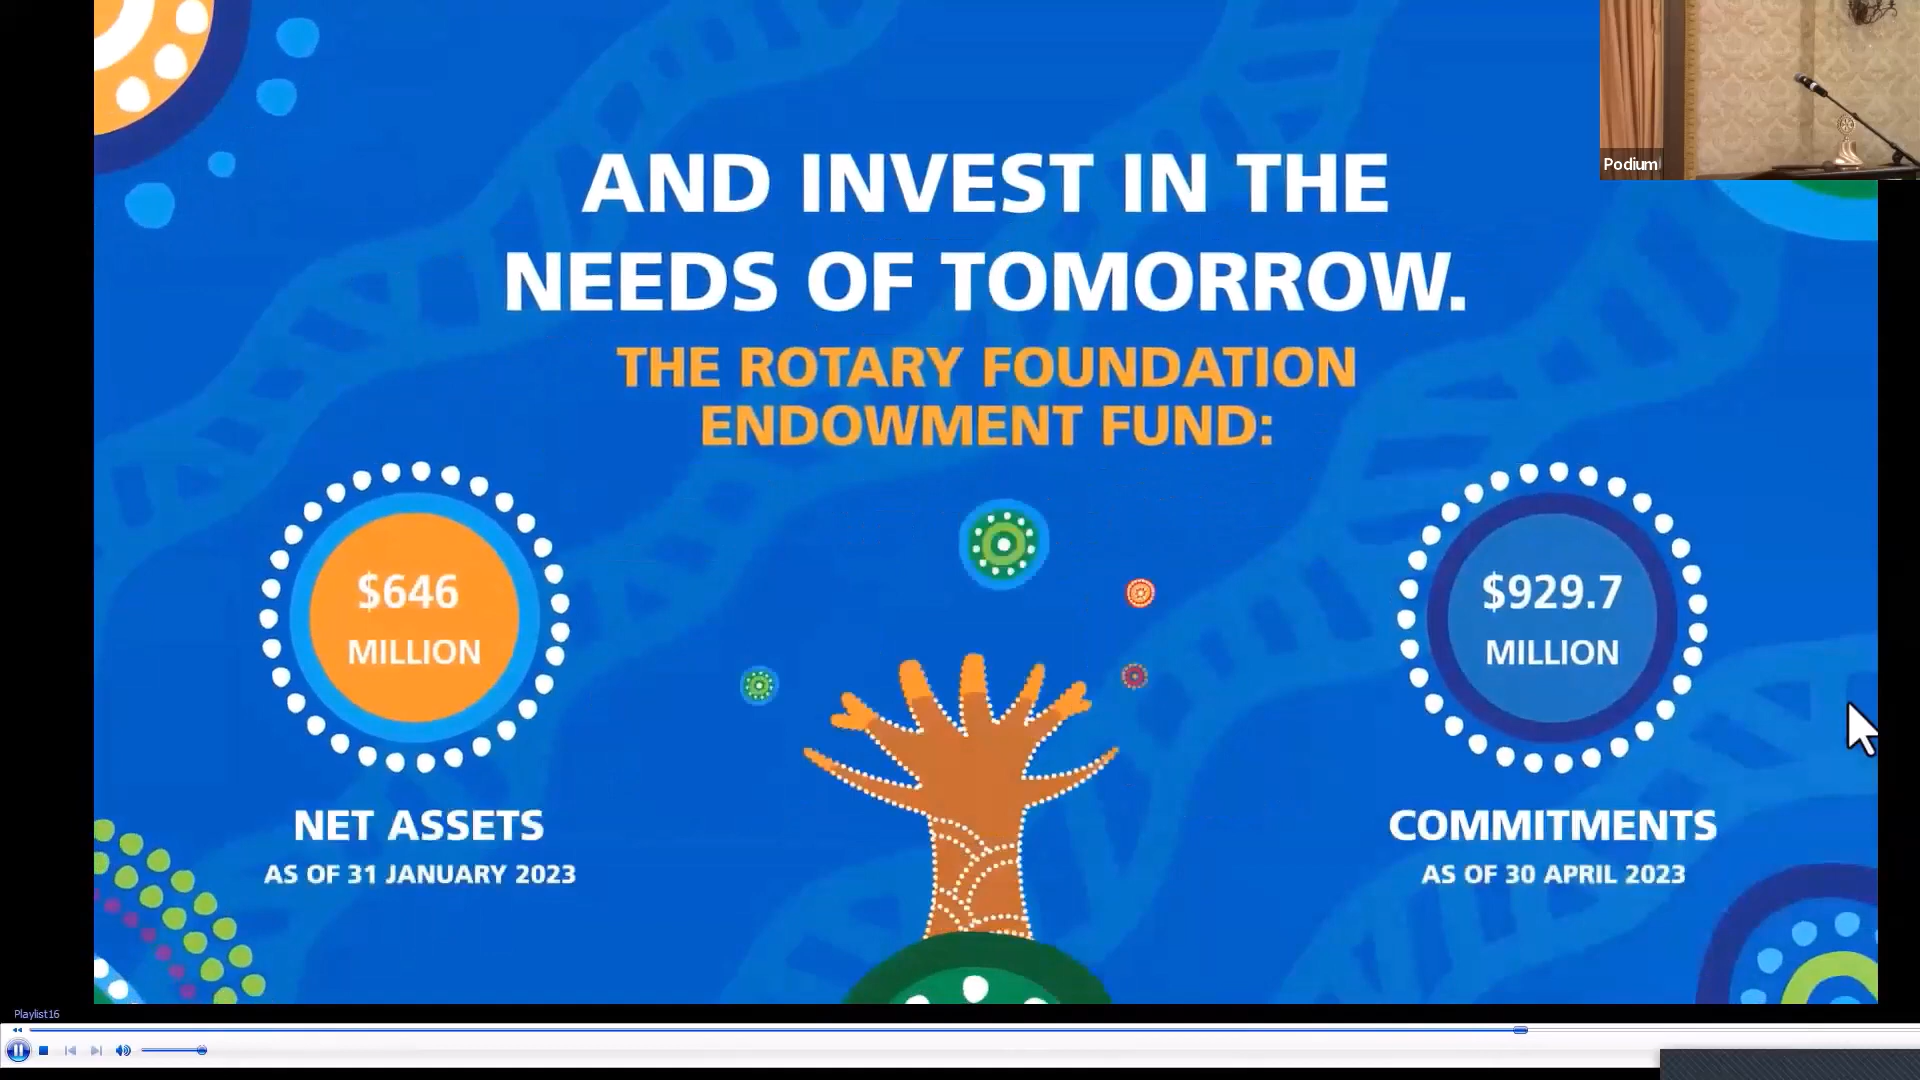 AND INVEST IN THE
NEEDS OF TOMORROW.
THE ROTARY FOUNDATION
ENDOWMENT FUND:
$646
MILLION
NET ASSETS
AS OF 31 JANUARY 2023
$929.7
MILLION
COMMITMENTS
AS OF 30 APRIL 2023
Podium
Playlist16